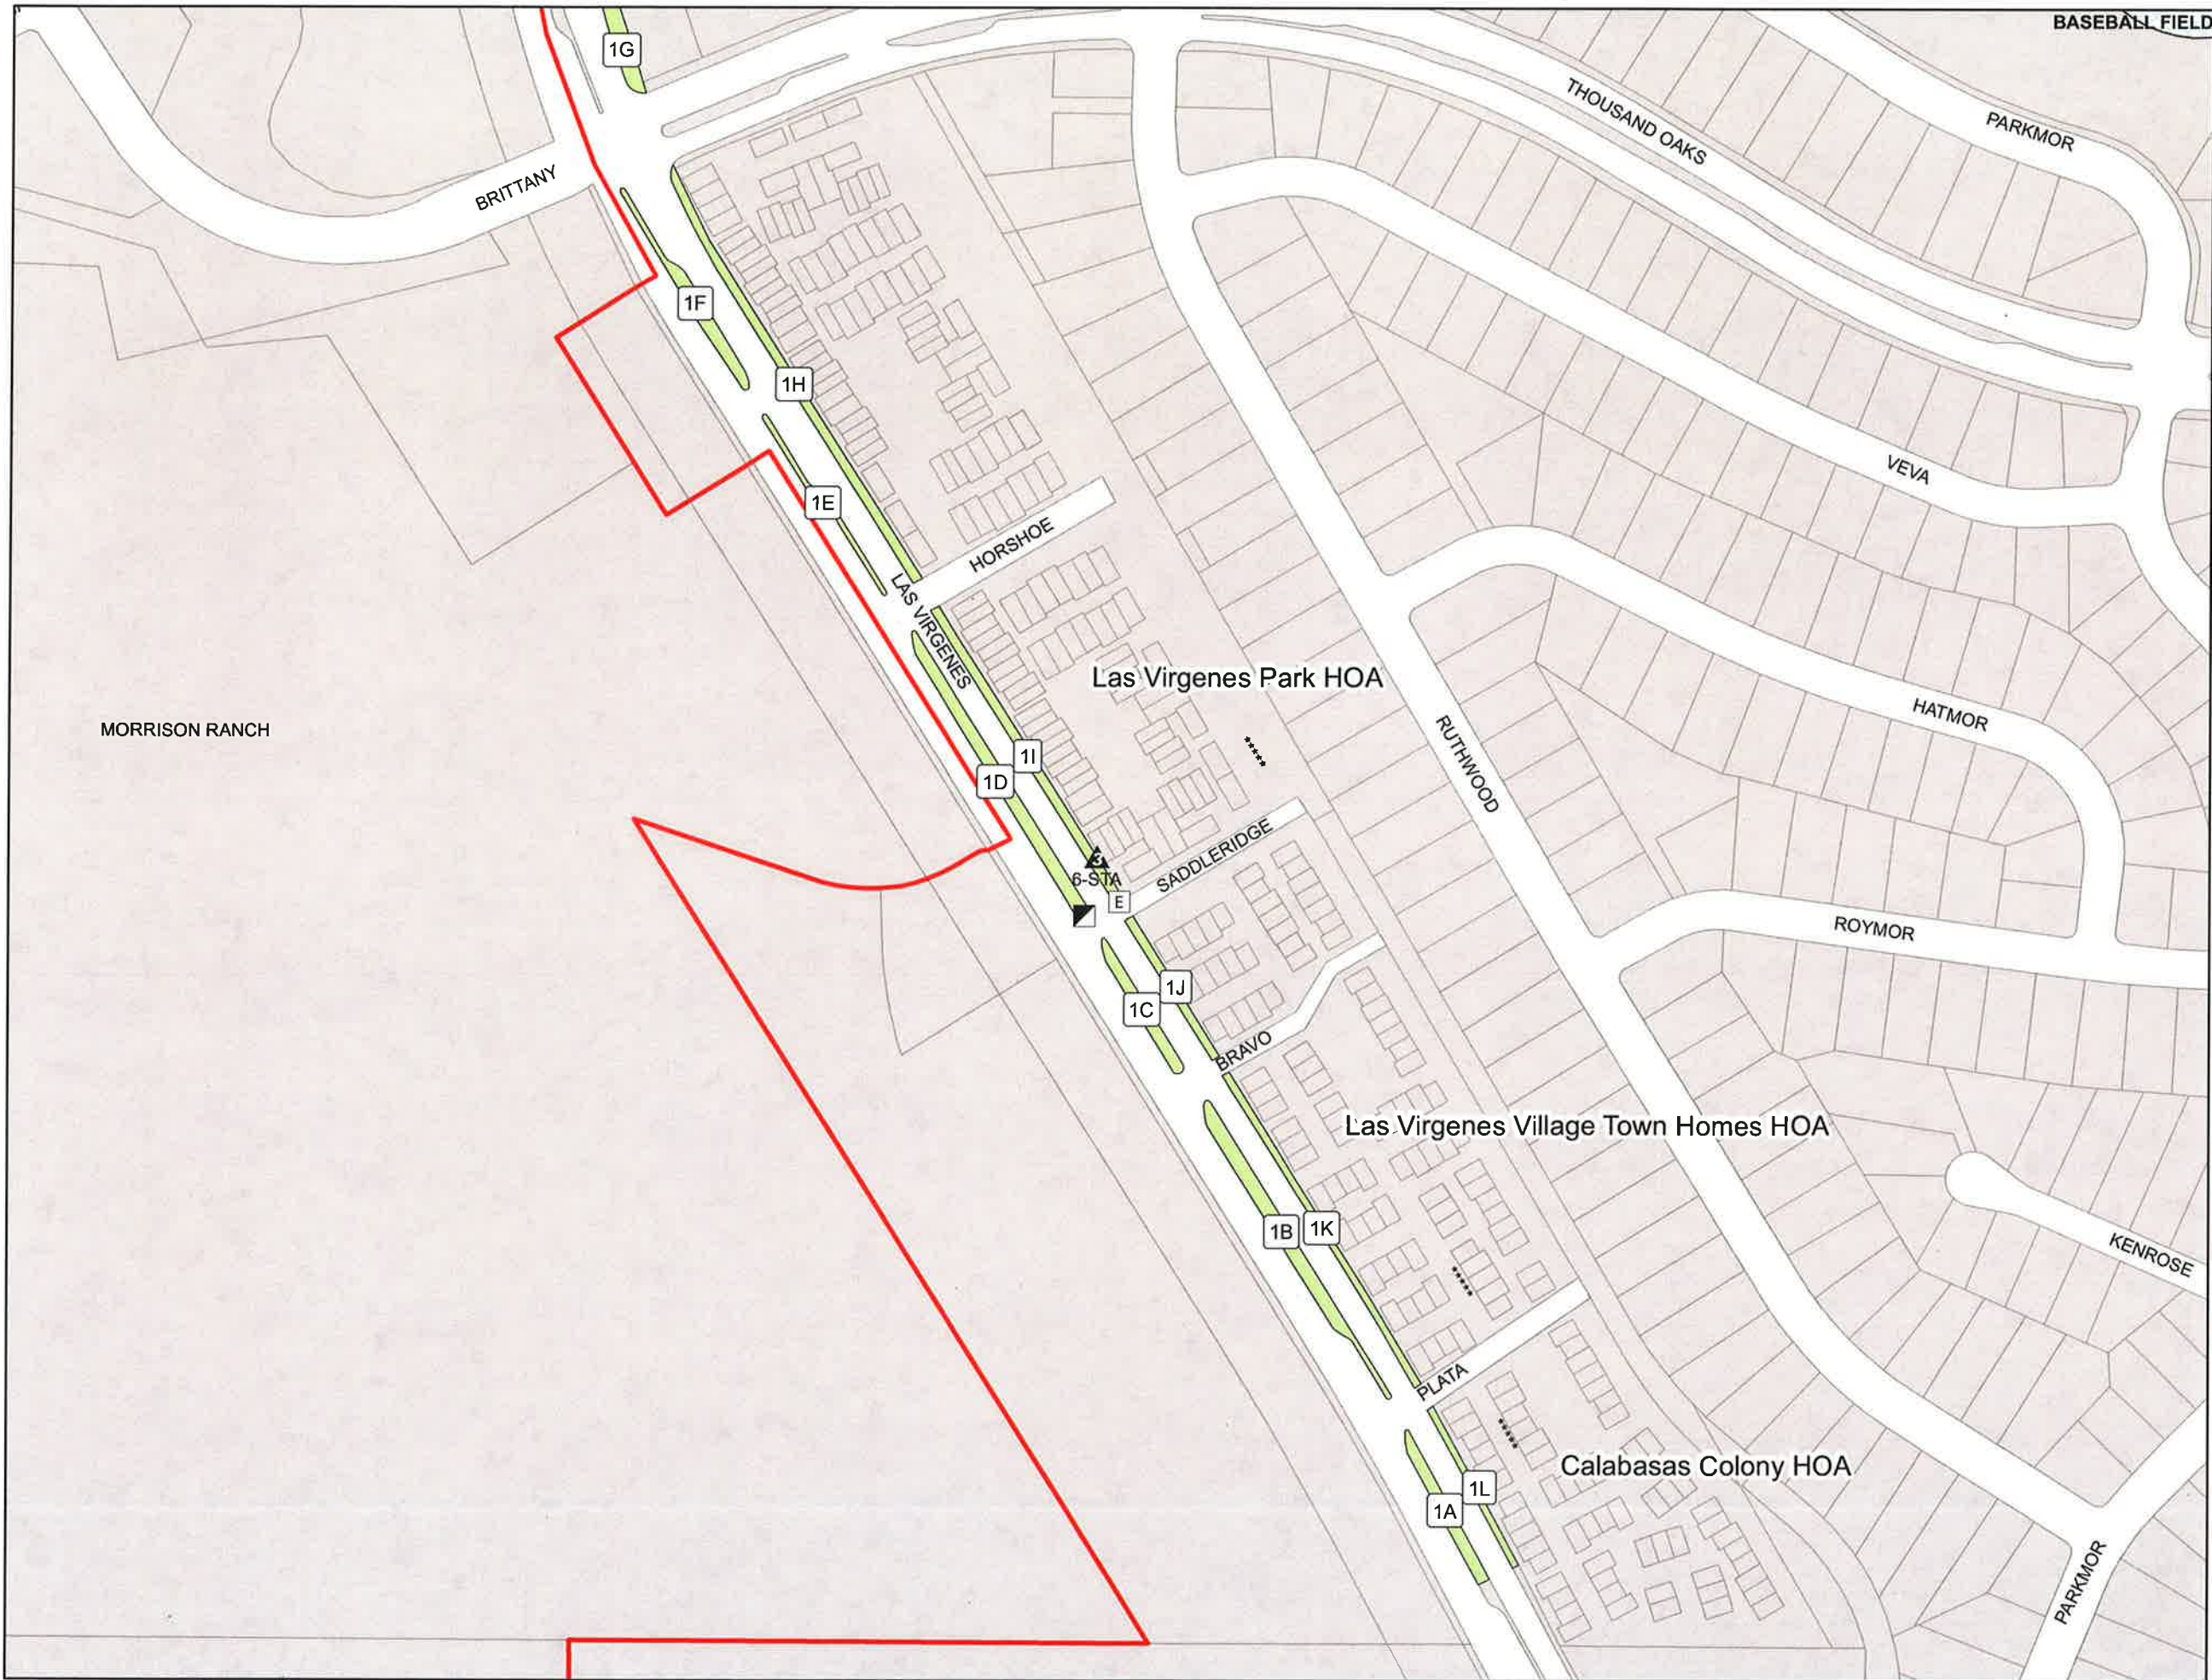 BASEBALL FIELD
1G
THOUSAND OAKS
PARKMOR
BRITTANY
1F
1H
VEVA
1E
HORSHOE
LAS VIRGENES
Las Virgenes Park HOA
HATMOR
MORRISON RANCH
RUTHWOOD
1I
1D
*****
SADDLERIDGE
3
6-STA
E
ROYMOR
1J
1C
BRAVO
Las Virgenes Village Town Homes HOA
1B
1K
KENROSE
*****
PLATA
*****
Calabasas Colony HOA
1L
1A
PARKMOR